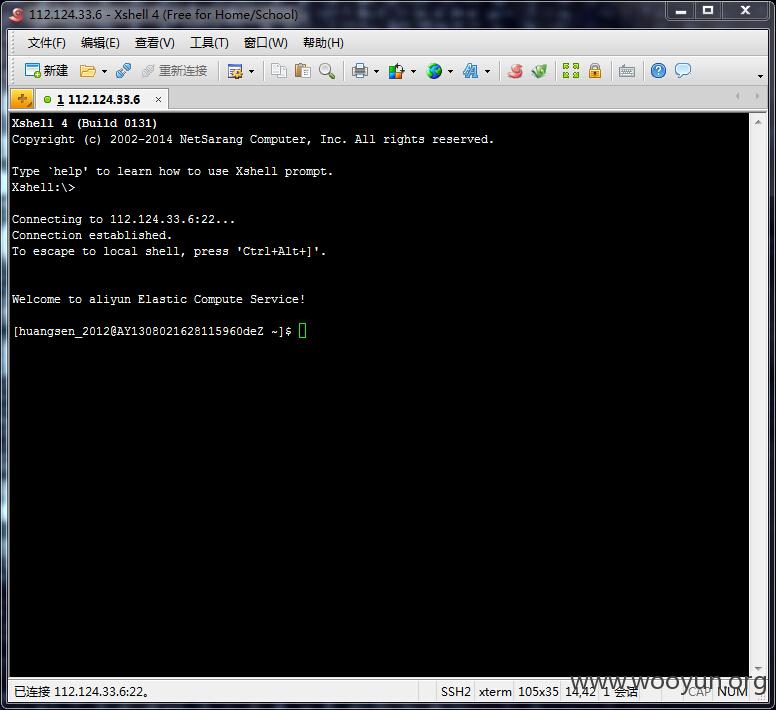 112.124.33.6 - Xshell 4 (Free for Home/School)
文件(F) 编辑(E) 查看(V) 工具(T) 窗口(W) 帮助(H)
新建 重新连接
1 112.124.33.6
Xshell 4 (Build 0131)
Copyright (c) 2002-2014 NetSarang Computer, Inc. All rights reserved.
Type `help' to learn how to use Xshell prompt.
Xshell:\>
Connecting to 112.124.33.6:22...
Connection established.
To escape to local shell, press 'Ctrl+Alt+]'.
Welcome to aliyun Elastic Compute Service!
[huangsen_2012@AY1308021628115960deZ ~]$
已连接 112.124.33.6:22。 SSH2 xterm 105x35 14,42 1 会话 CAP NUM
www.wooyun.org